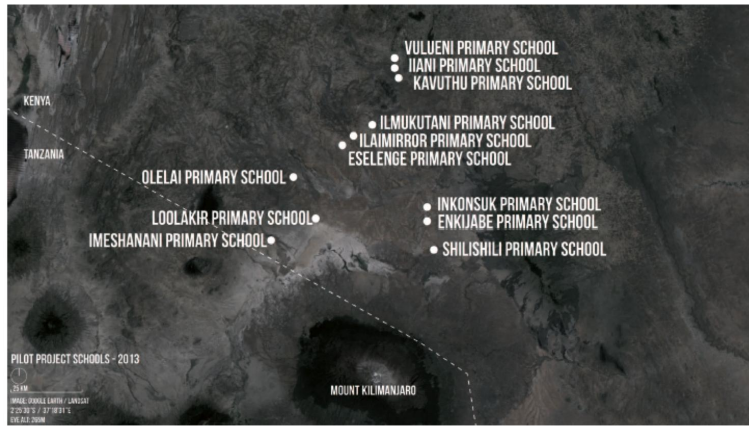 VULUENI PRIMARY SCHOOL
IIANI PRIMARY SCHOOL
KAVUTHU PRIMARY SCHOOL
KENYA
ILMUKUTANI PRIMARY SCHOOL
ILAIMIRROR PRIMARY SCHOOL
TANZANIA
ESELENGE PRIMARY SCHOOL
OLELAI PRIMARY SCHOOL
INKONSUK PRIMARY SCHOOL
LOOLAKIR PRIMARY SCHOOL
ENKIJABE PRIMARY SCHOOL
IMESHANANI PRIMARY SCHOOL
SHILISHILI PRIMARY SCHOOL
PILOT PROJECT SCHOOLS - 2013
25 KM
MOUNT KILIMANJARO
IMAGE: GOOGLE EARTH / LANDSAT
EYE ALT: